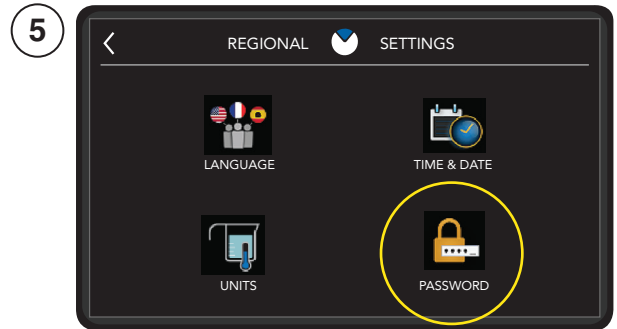 5
REGIONAL SETTINGS
LANGUAGE
TIME & DATE
UNITS
PASSWORD